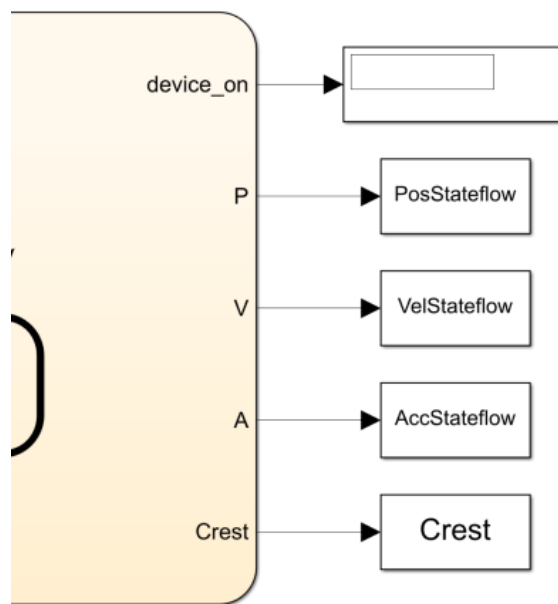 device_on
P
PosStateflow
V
VelStateflow
A
AccStateflow
Crest
Crest